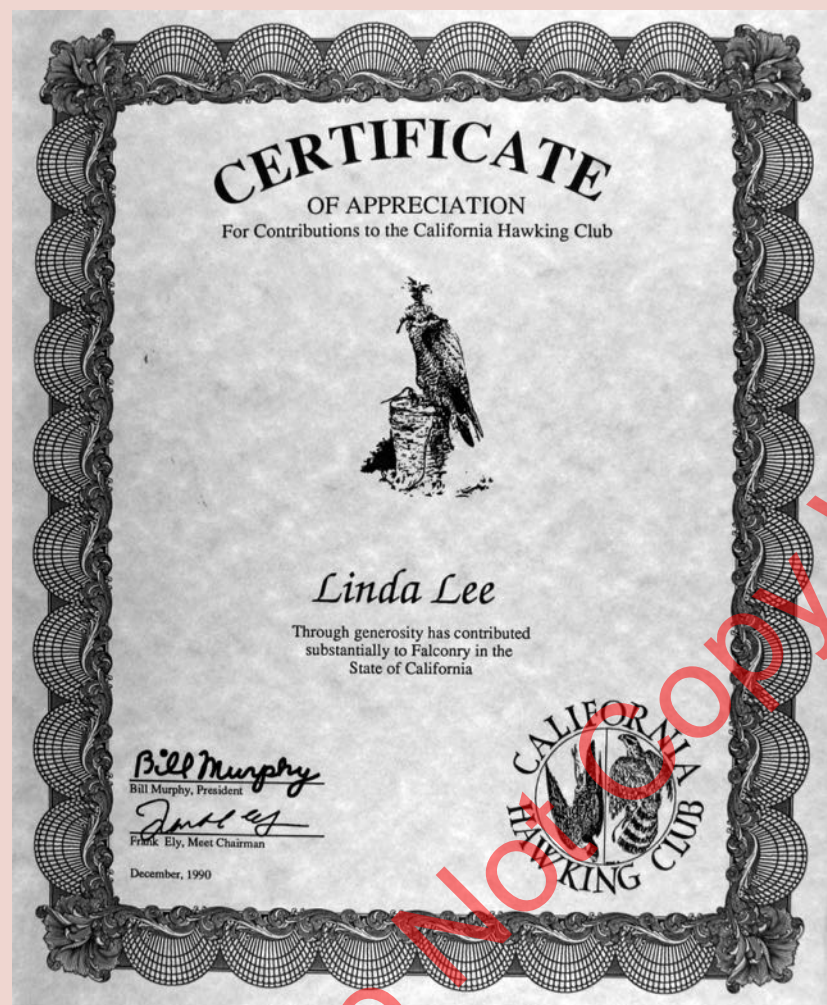 CERTIFICATE
OF APPRECIATION
For Contributions to the California Hawking Club
Linda Lee
Through generosity has contributed
substantially to Falconry in the
State of California
Bill Murphy
Bill Murphy, President
Frank Ely, Meet Chairman
December, 1990
CALIFORNIA
HAWKING CLUB
Not Copy